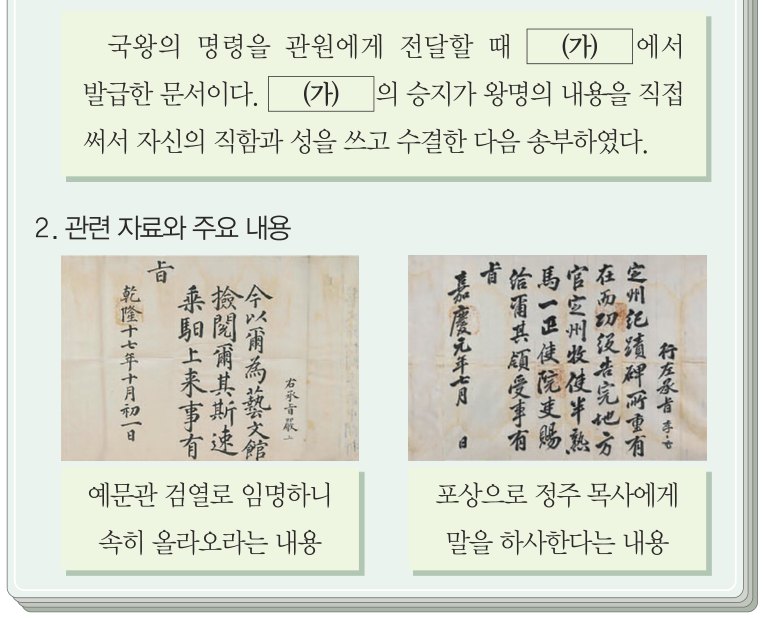 국왕의 명령을 관원에게 전달할 때 (가) 에서
발급한 문서이다. (가) 의 승지가 왕명의 내용을 직접
써서 자신의 직함과 성을 쓰고 수결한 다음 송부하였다.
2. 관련 자료와 주요 내용
右承旨嚴
今以爾為藝文館
撿閱爾其斯速
乘馹上来事有
旨
乾隆十七年十月初一日
예문관 검열로 임명하니
속히 올라오라는 내용
行左承旨李
定州紀蹟碑所重有
在而功役告完地方
官定州牧使半熟
馬一匹使院吏賜
給爾其領受事有
旨
嘉慶元年七月 日
포상으로 정주 목사에게
말을 하사한다는 내용